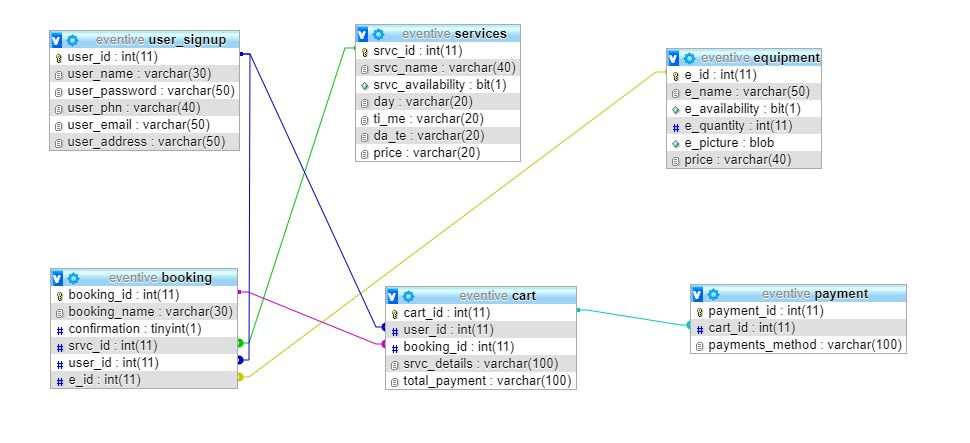 eventive user_signup
user_id : int(11)
user_name : varchar(30)
user_password : varchar(50)
user_phn : varchar(40)
user_email : varchar(50)
user_address : varchar(50)
eventive services
srvc_id : int(11)
srvc_name : varchar(40)
srvc_availability : bit(1)
day : varchar(20)
ti_me : varchar(20)
da_te : varchar(20)
price : varchar(20)
eventive equipment
e_id : int(11)
e_name : varchar(50)
e_availability : bit(1)
# e_quantity : int(11)
e_picture : blob
price : varchar(40)
eventive booking
booking_id : int(11)
booking_name : varchar(30)
# confirmation : tinyint(1)
# srvc_id : int(11)
# user_id : int(11)
# e_id : int(11)
eventive cart
cart_id : int(11)
# user_id : int(11)
# booking_id : int(11)
srvc_details : varchar(100)
total_payment : varchar(100)
eventive payment
payment_id : int(11)
# cart_id : int(11)
payments_method : varchar(100)